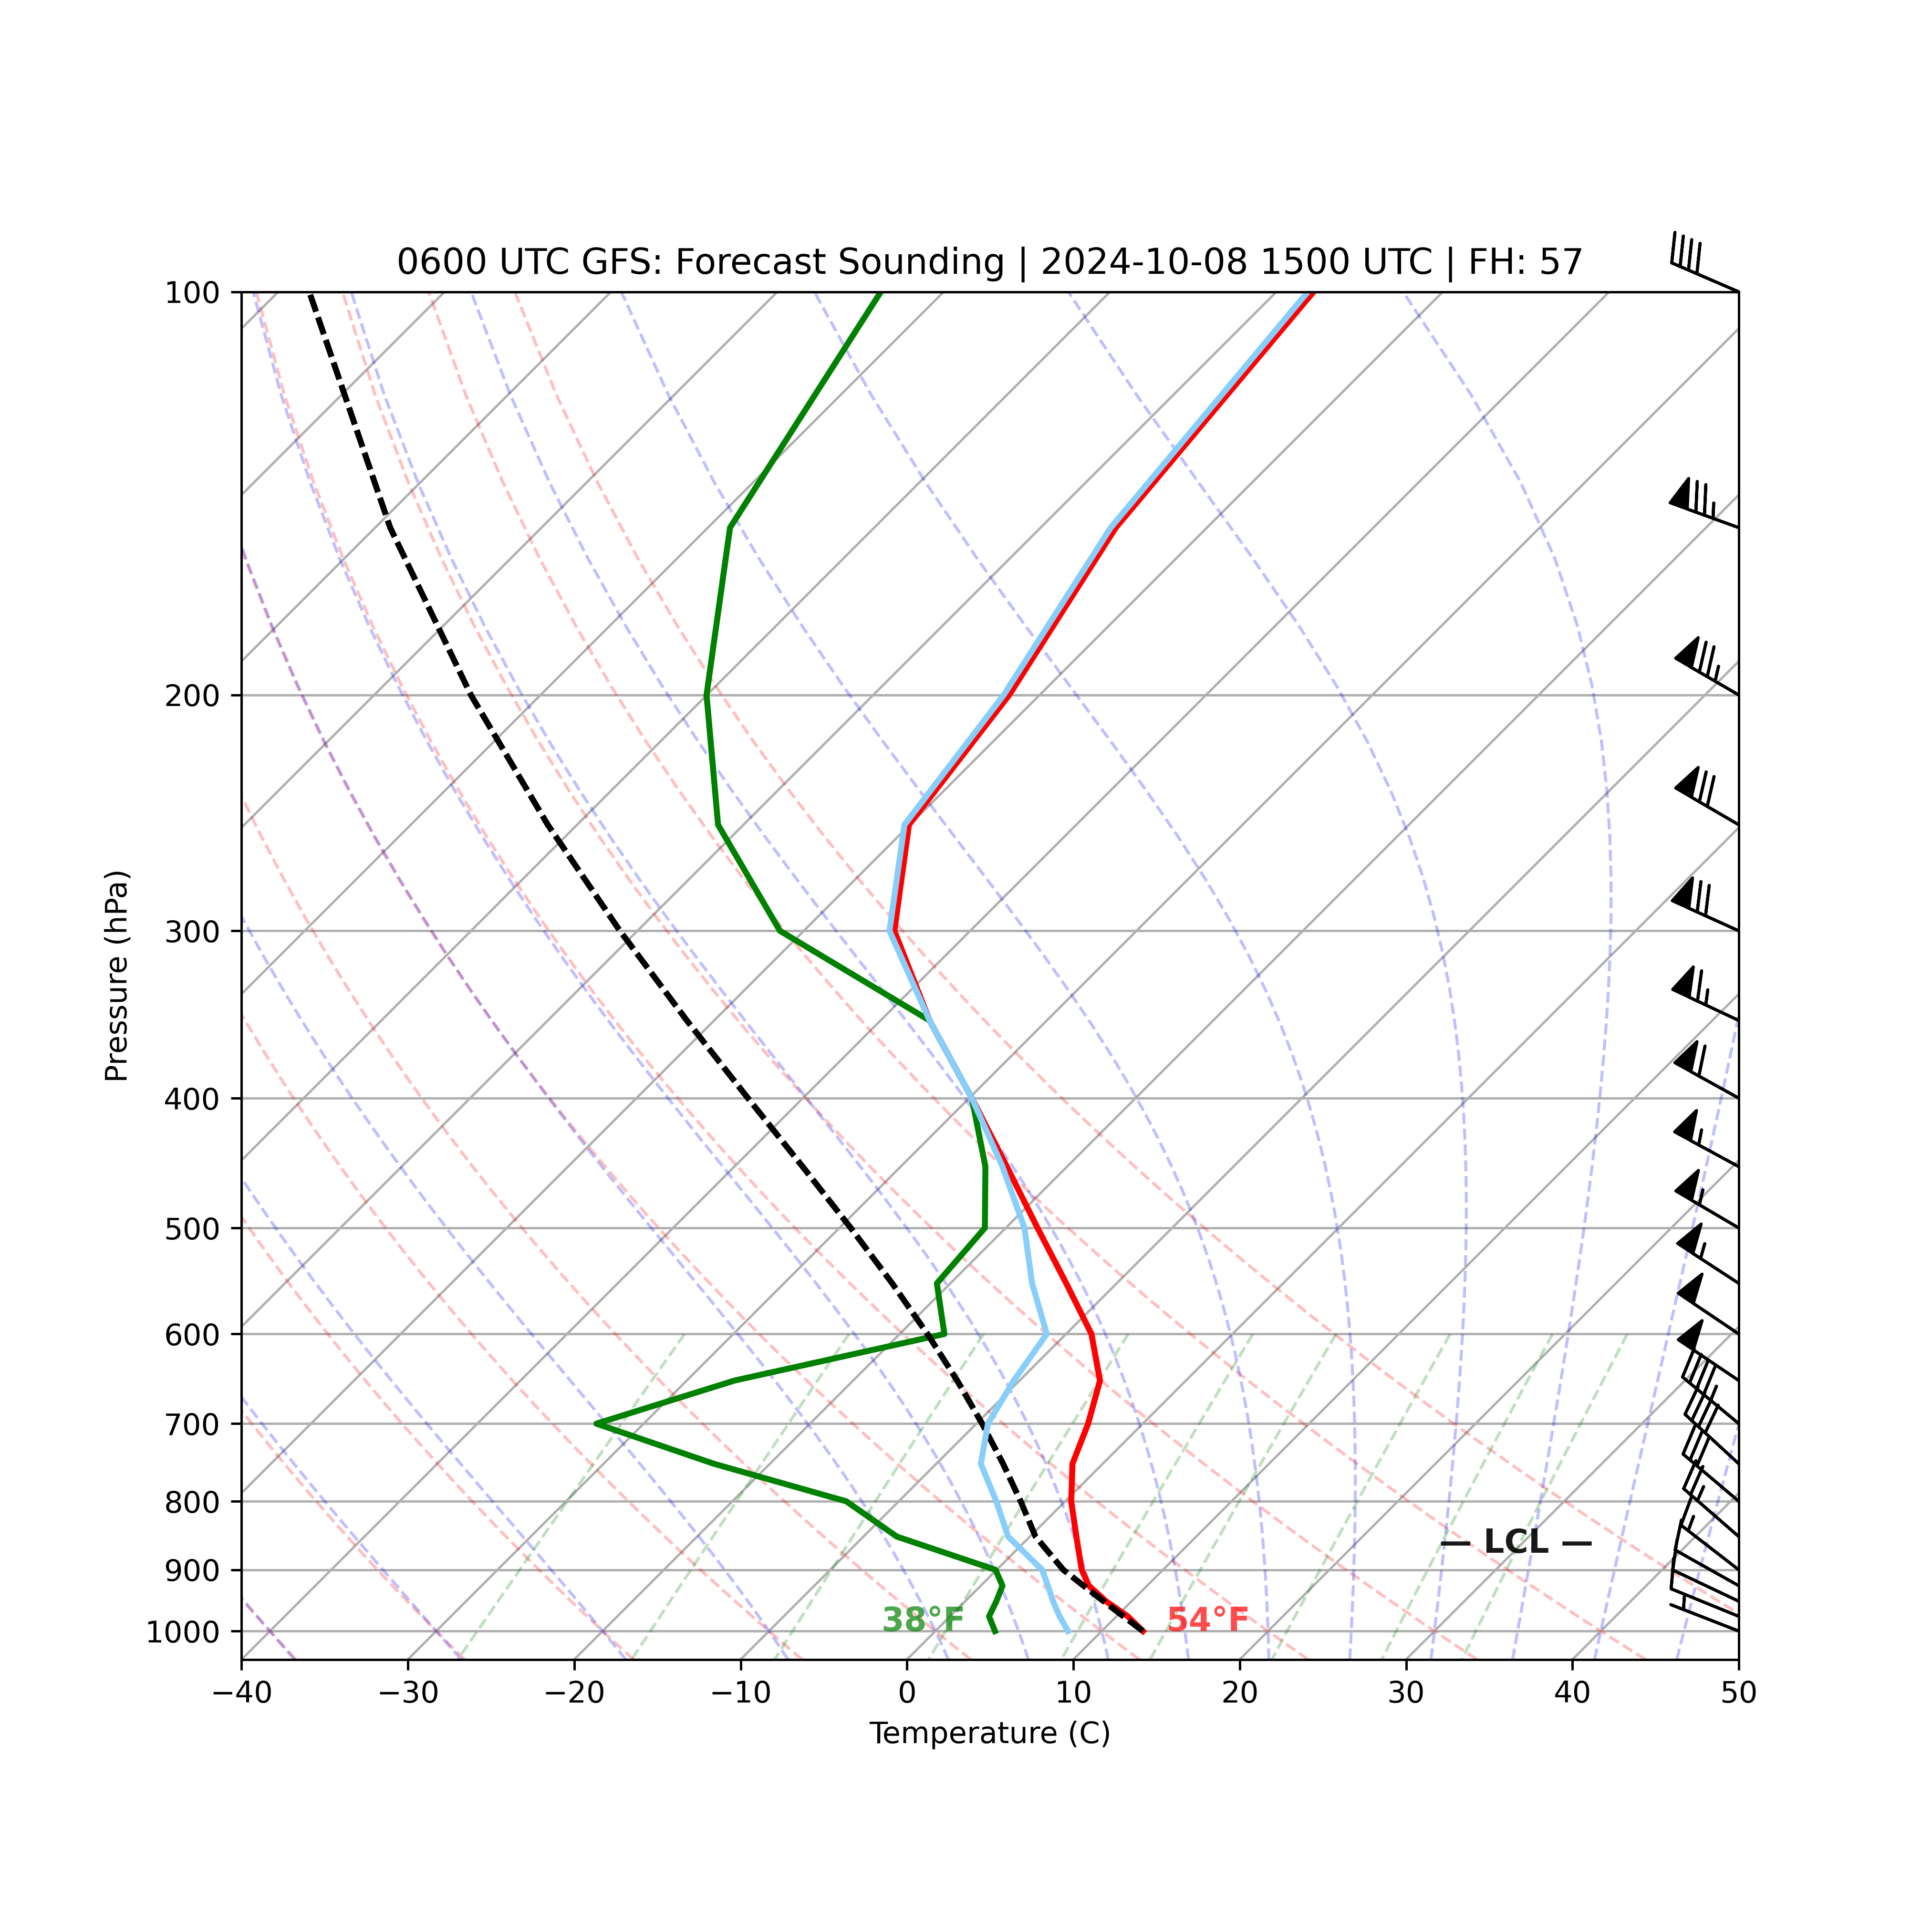 0600 UTC GFS: Forecast Sounding | 2024-10-08 1500 UTC | FH: 57
100
200
300
400
500
600
700
800
900
1000
Pressure (hPa)
— LCL —
38°F
54°F
−40 −30 −20 −10 0 10 20 30 40 50
Temperature (C)